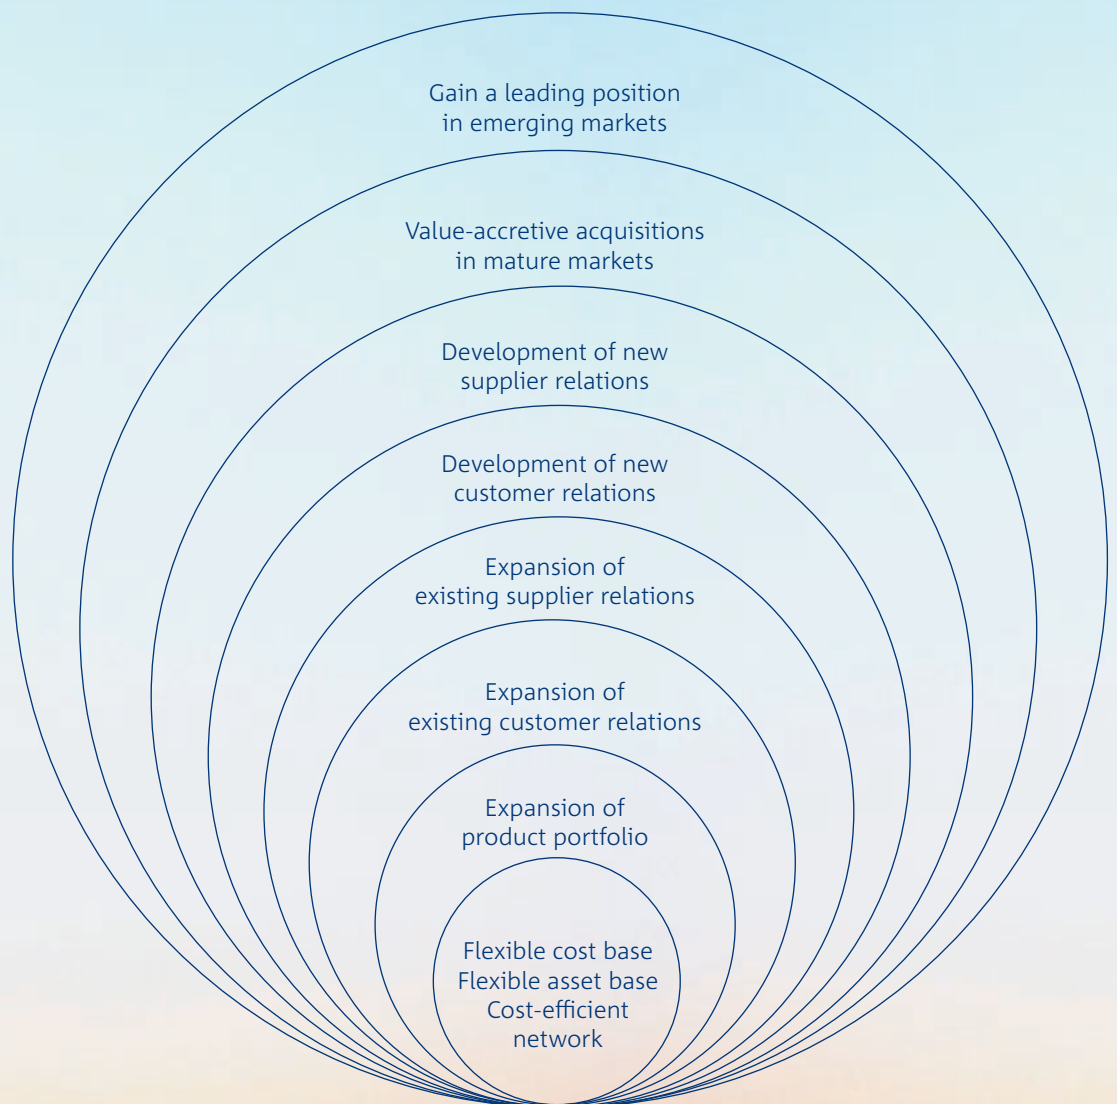 Gain a leading position
in emerging markets
Value-accretive acquisitions
in mature markets
Development of new
supplier relations
Development of new
customer relations
Expansion of
existing supplier relations
Expansion of
existing customer relations
Expansion of
product portfolio
Flexible cost base
Flexible asset base
Cost-efficient
network